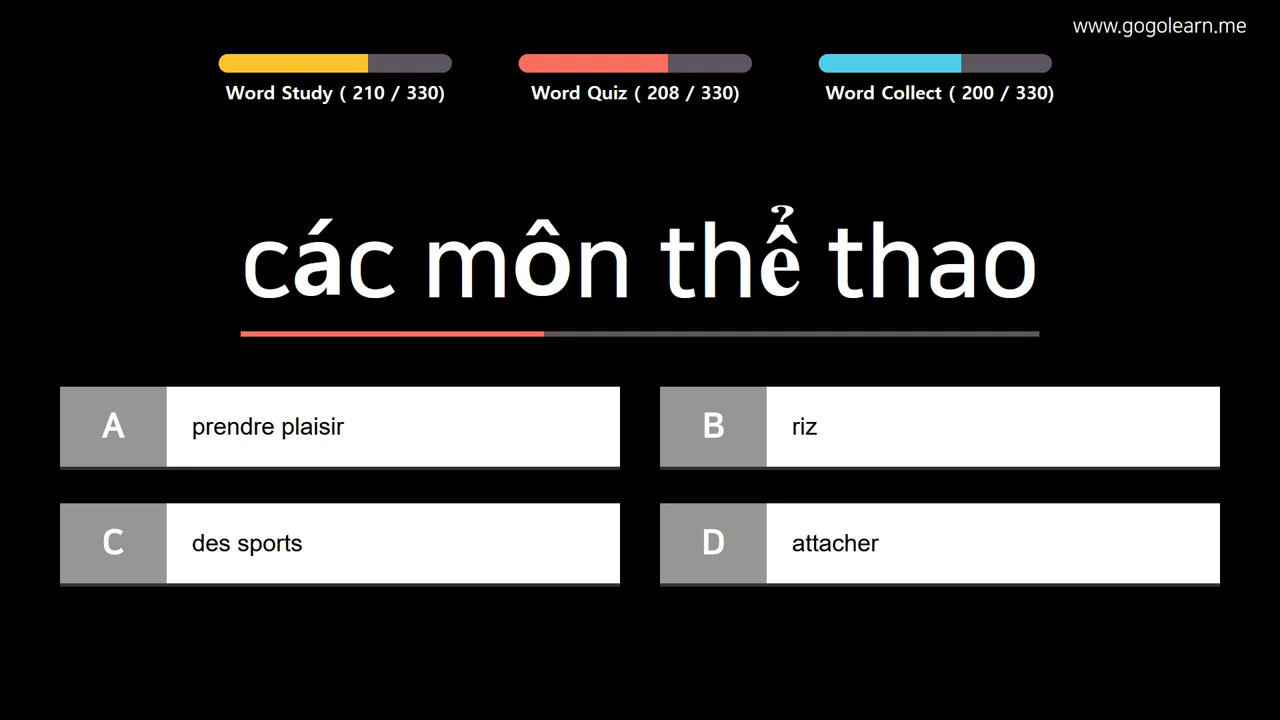 www.gogolearn.me
Word Study ( 210 / 330)
Word Quiz ( 208 / 330)
Word Collect ( 200 / 330)
các môn thể thao
A
prendre plaisir
B
riz
C
des sports
D
attacher